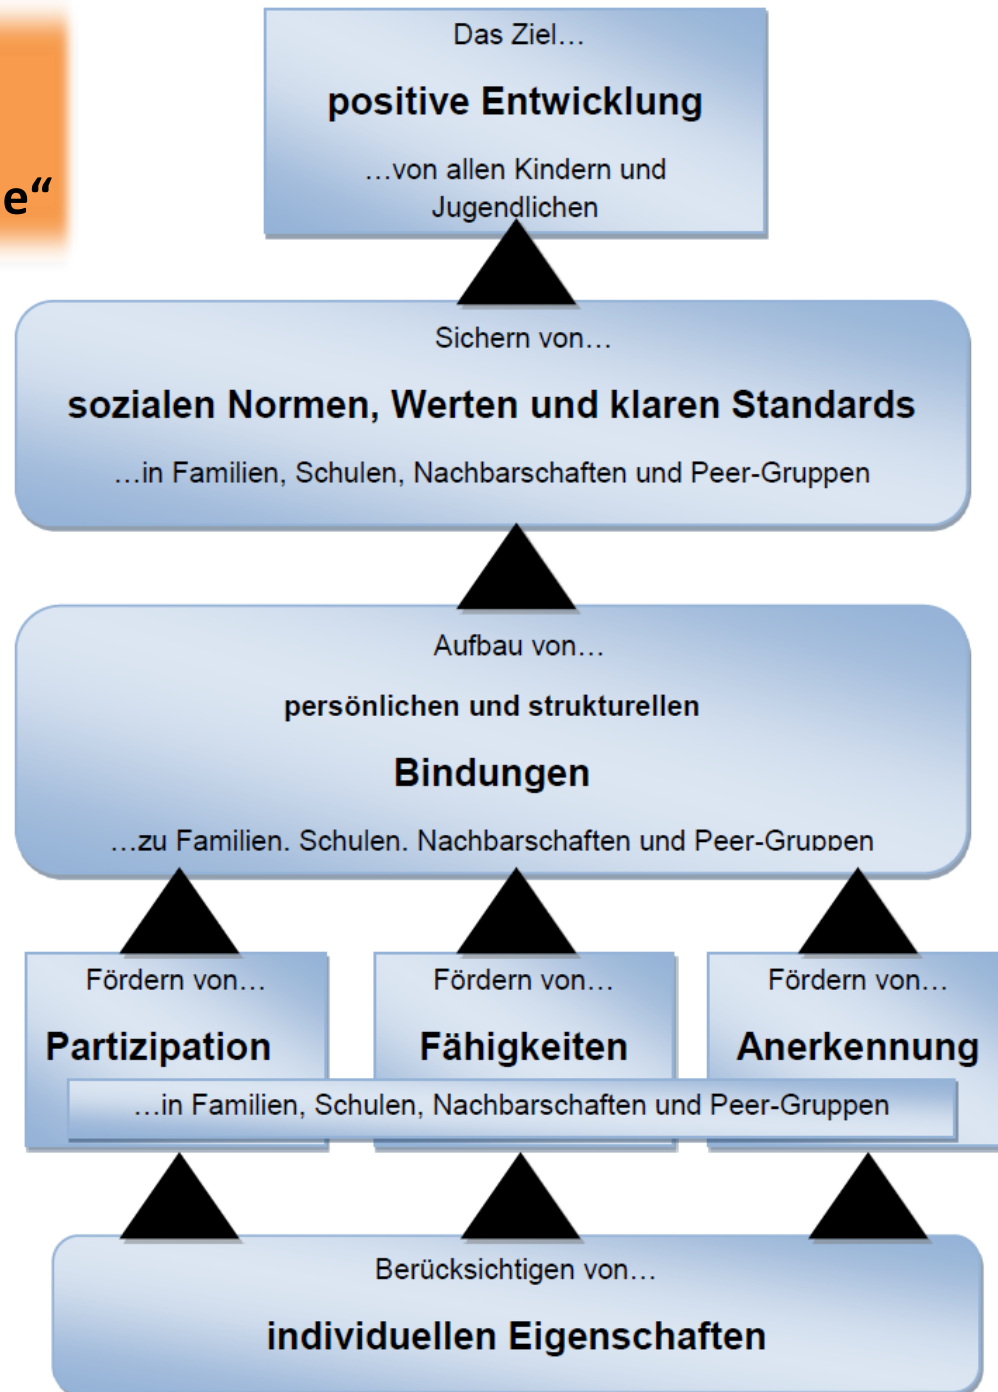 e“
Das Ziel…
positive Entwicklung
…von allen Kindern und
Jugendlichen
Sichern von…
sozialen Normen, Werten und klaren Standards
…in Familien, Schulen, Nachbarschaften und Peer-Gruppen
Aufbau von…
persönlichen und strukturellen
Bindungen
…zu Familien. Schulen. Nachbarschaften und Peer-Gruppen
Fördern von…
Partizipation
Fördern von…
Fähigkeiten
Fördern von…
Anerkennung
…in Familien, Schulen, Nachbarschaften und Peer-Gruppen
Berücksichtigen von…
individuellen Eigenschaften